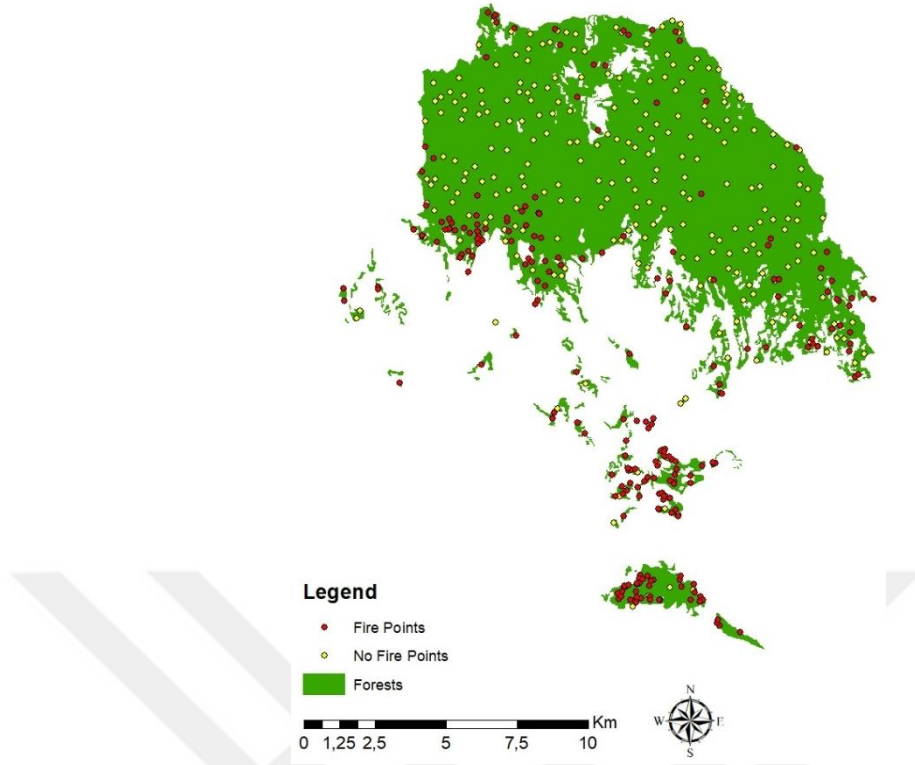 Legend
Fire Points
No Fire Points
Forests
Km
0 1,25 2,5 5 7,5 10
N
W E
S